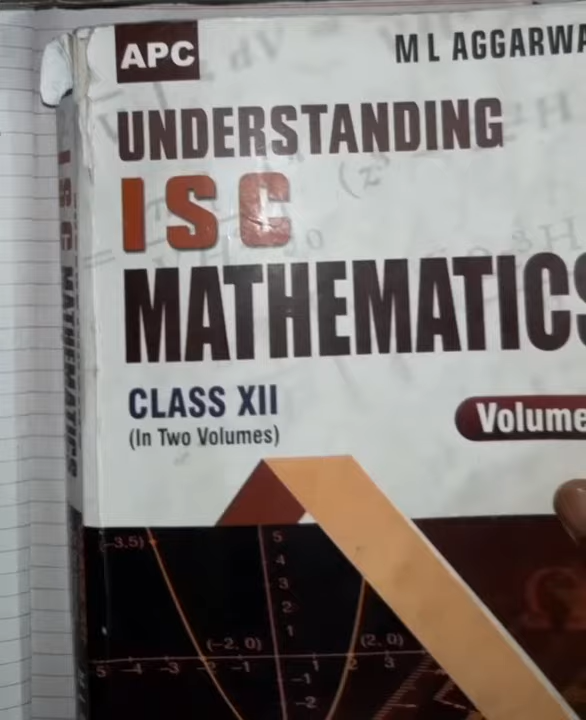 APC
M L AGGARWA
UNDERSTANDING
ISC
MATHEMATICS
CLASS XII
(In Two Volumes)
Volume
ISC MATHEMATICS
(-3.5)
5
4
3
2
1
(-2, 0)
(2, 0)
-5 -4 -3 -2 -1 1 2 3
-1
-2